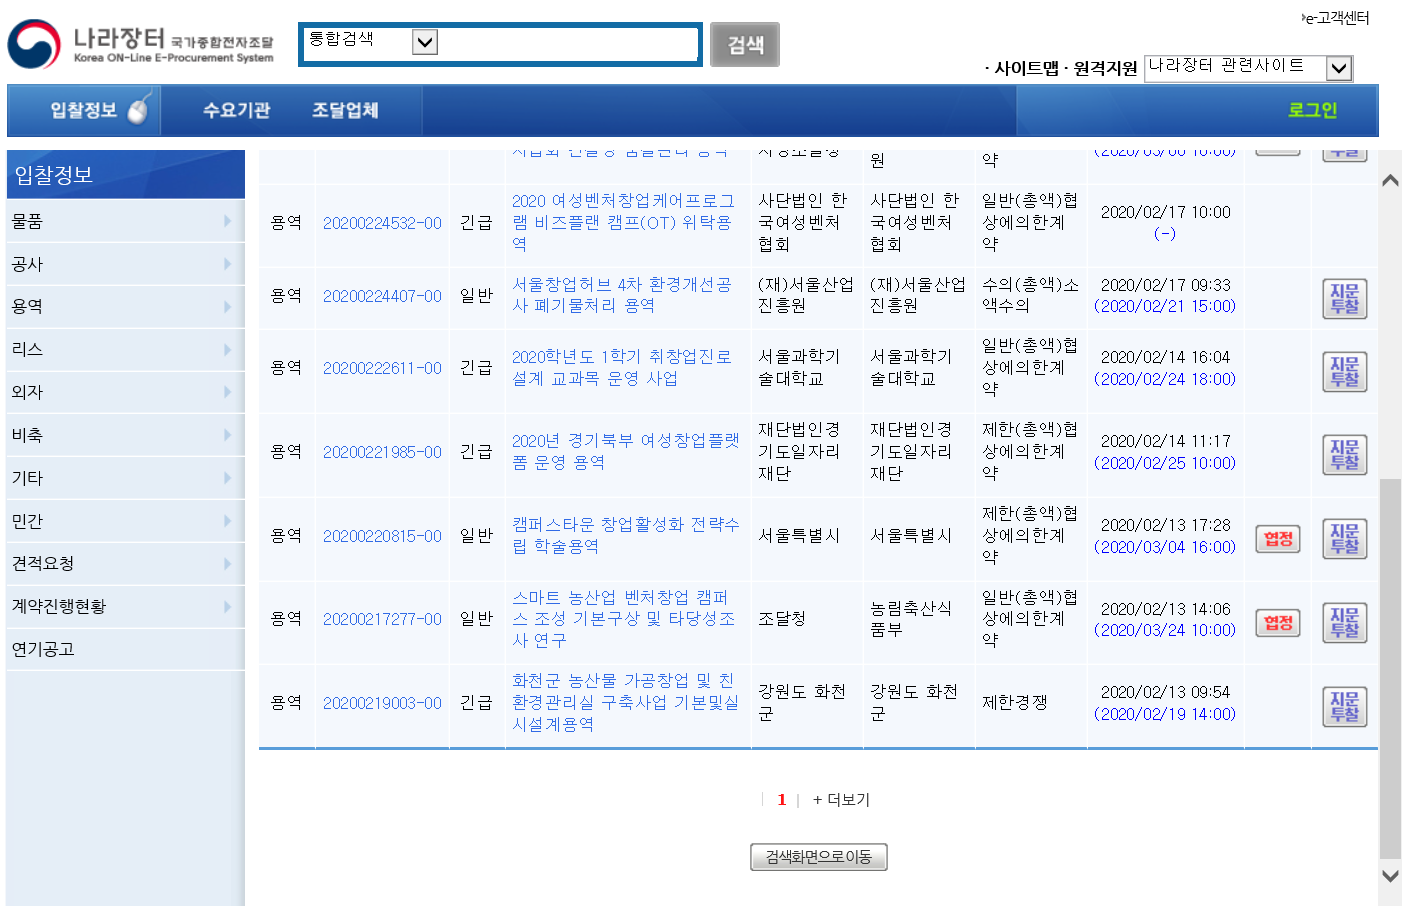 e-고객센터
나라장터 국가종합전자조달
Korea ON-Line E-Procurement System
통합검색
검색
· 사이트맵 · 원격지원
나라장터 관련사이트
입찰정보
수요기관
조달업체
로그인
입찰정보
물품
공사
용역
리스
외자
비축
기타
민간
견적요청
계약진행현황
연기공고
원
약
용역
20200224532-00
긴급
2020 여성벤처창업케어프로그
램 비즈플랜 캠프(OT) 위탁용
역
사단법인 한
국여성벤처
협회
사단법인 한
국여성벤처
협회
일반(총액)협
상에의한계
약
2020/02/17 10:00
(-)
용역
20200224407-00
일반
서울창업허브 4차 환경개선공
사 폐기물처리 용역
(재)서울산업
진흥원
(재)서울산업
진흥원
수의(총액)소
액수의
2020/02/17 09:33
(2020/02/21 15:00)
지문
투찰
용역
20200222611-00
긴급
2020학년도 1학기 취창업진로
설계 교과목 운영 사업
서울과학기
술대학교
서울과학기
술대학교
일반(총액)협
상에의한계
약
2020/02/14 16:04
(2020/02/24 18:00)
지문
투찰
용역
20200221985-00
긴급
2020년 경기북부 여성창업플랫
폼 운영 용역
재단법인경
기도일자리
재단
재단법인경
기도일자리
재단
제한(총액)협
상에의한계
약
2020/02/14 11:17
(2020/02/25 10:00)
지문
투찰
용역
20200220815-00
일반
캠퍼스타운 창업활성화 전략수
립 학술용역
서울특별시
서울특별시
제한(총액)협
상에의한계
약
2020/02/13 17:28
(2020/03/04 16:00)
협정
지문
투찰
용역
20200217277-00
일반
스마트 농산업 벤처창업 캠퍼
스 조성 기본구상 및 타당성조
사 연구
조달청
농림축산식
품부
일반(총액)협
상에의한계
약
2020/02/13 14:06
(2020/03/24 10:00)
협정
지문
투찰
용역
20200219003-00
긴급
화천군 농산물 가공창업 및 친
환경관리실 구축사업 기본및실
시설계용역
강원도 화천
군
강원도 화천
군
제한경쟁
2020/02/13 09:54
(2020/02/19 14:00)
지문
투찰
1
+ 더보기
검색화면으로이동